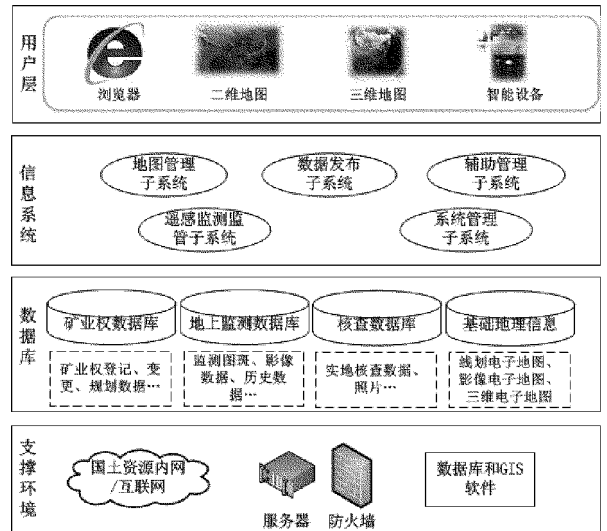 用户层
浏览器
二维地图
三维地图
智能设备
信息系统
地图管理
子系统
数据发布
子系统
辅助管理
子系统
遥感监测监
管子系统
系统管理
子系统
数据库
矿业权数据库
地上监测数据库
核查数据库
基础地理信息
矿业权登记、变
更、规划数据…
监测图斑、影像
数据、历史数
据…
实地核查数据、
照片…
线划电子地图、
影像电子地图、
三维电子地图
支撑环境
国土资源内网
/互联网
服务器
防火墙
数据库和GIS
软件